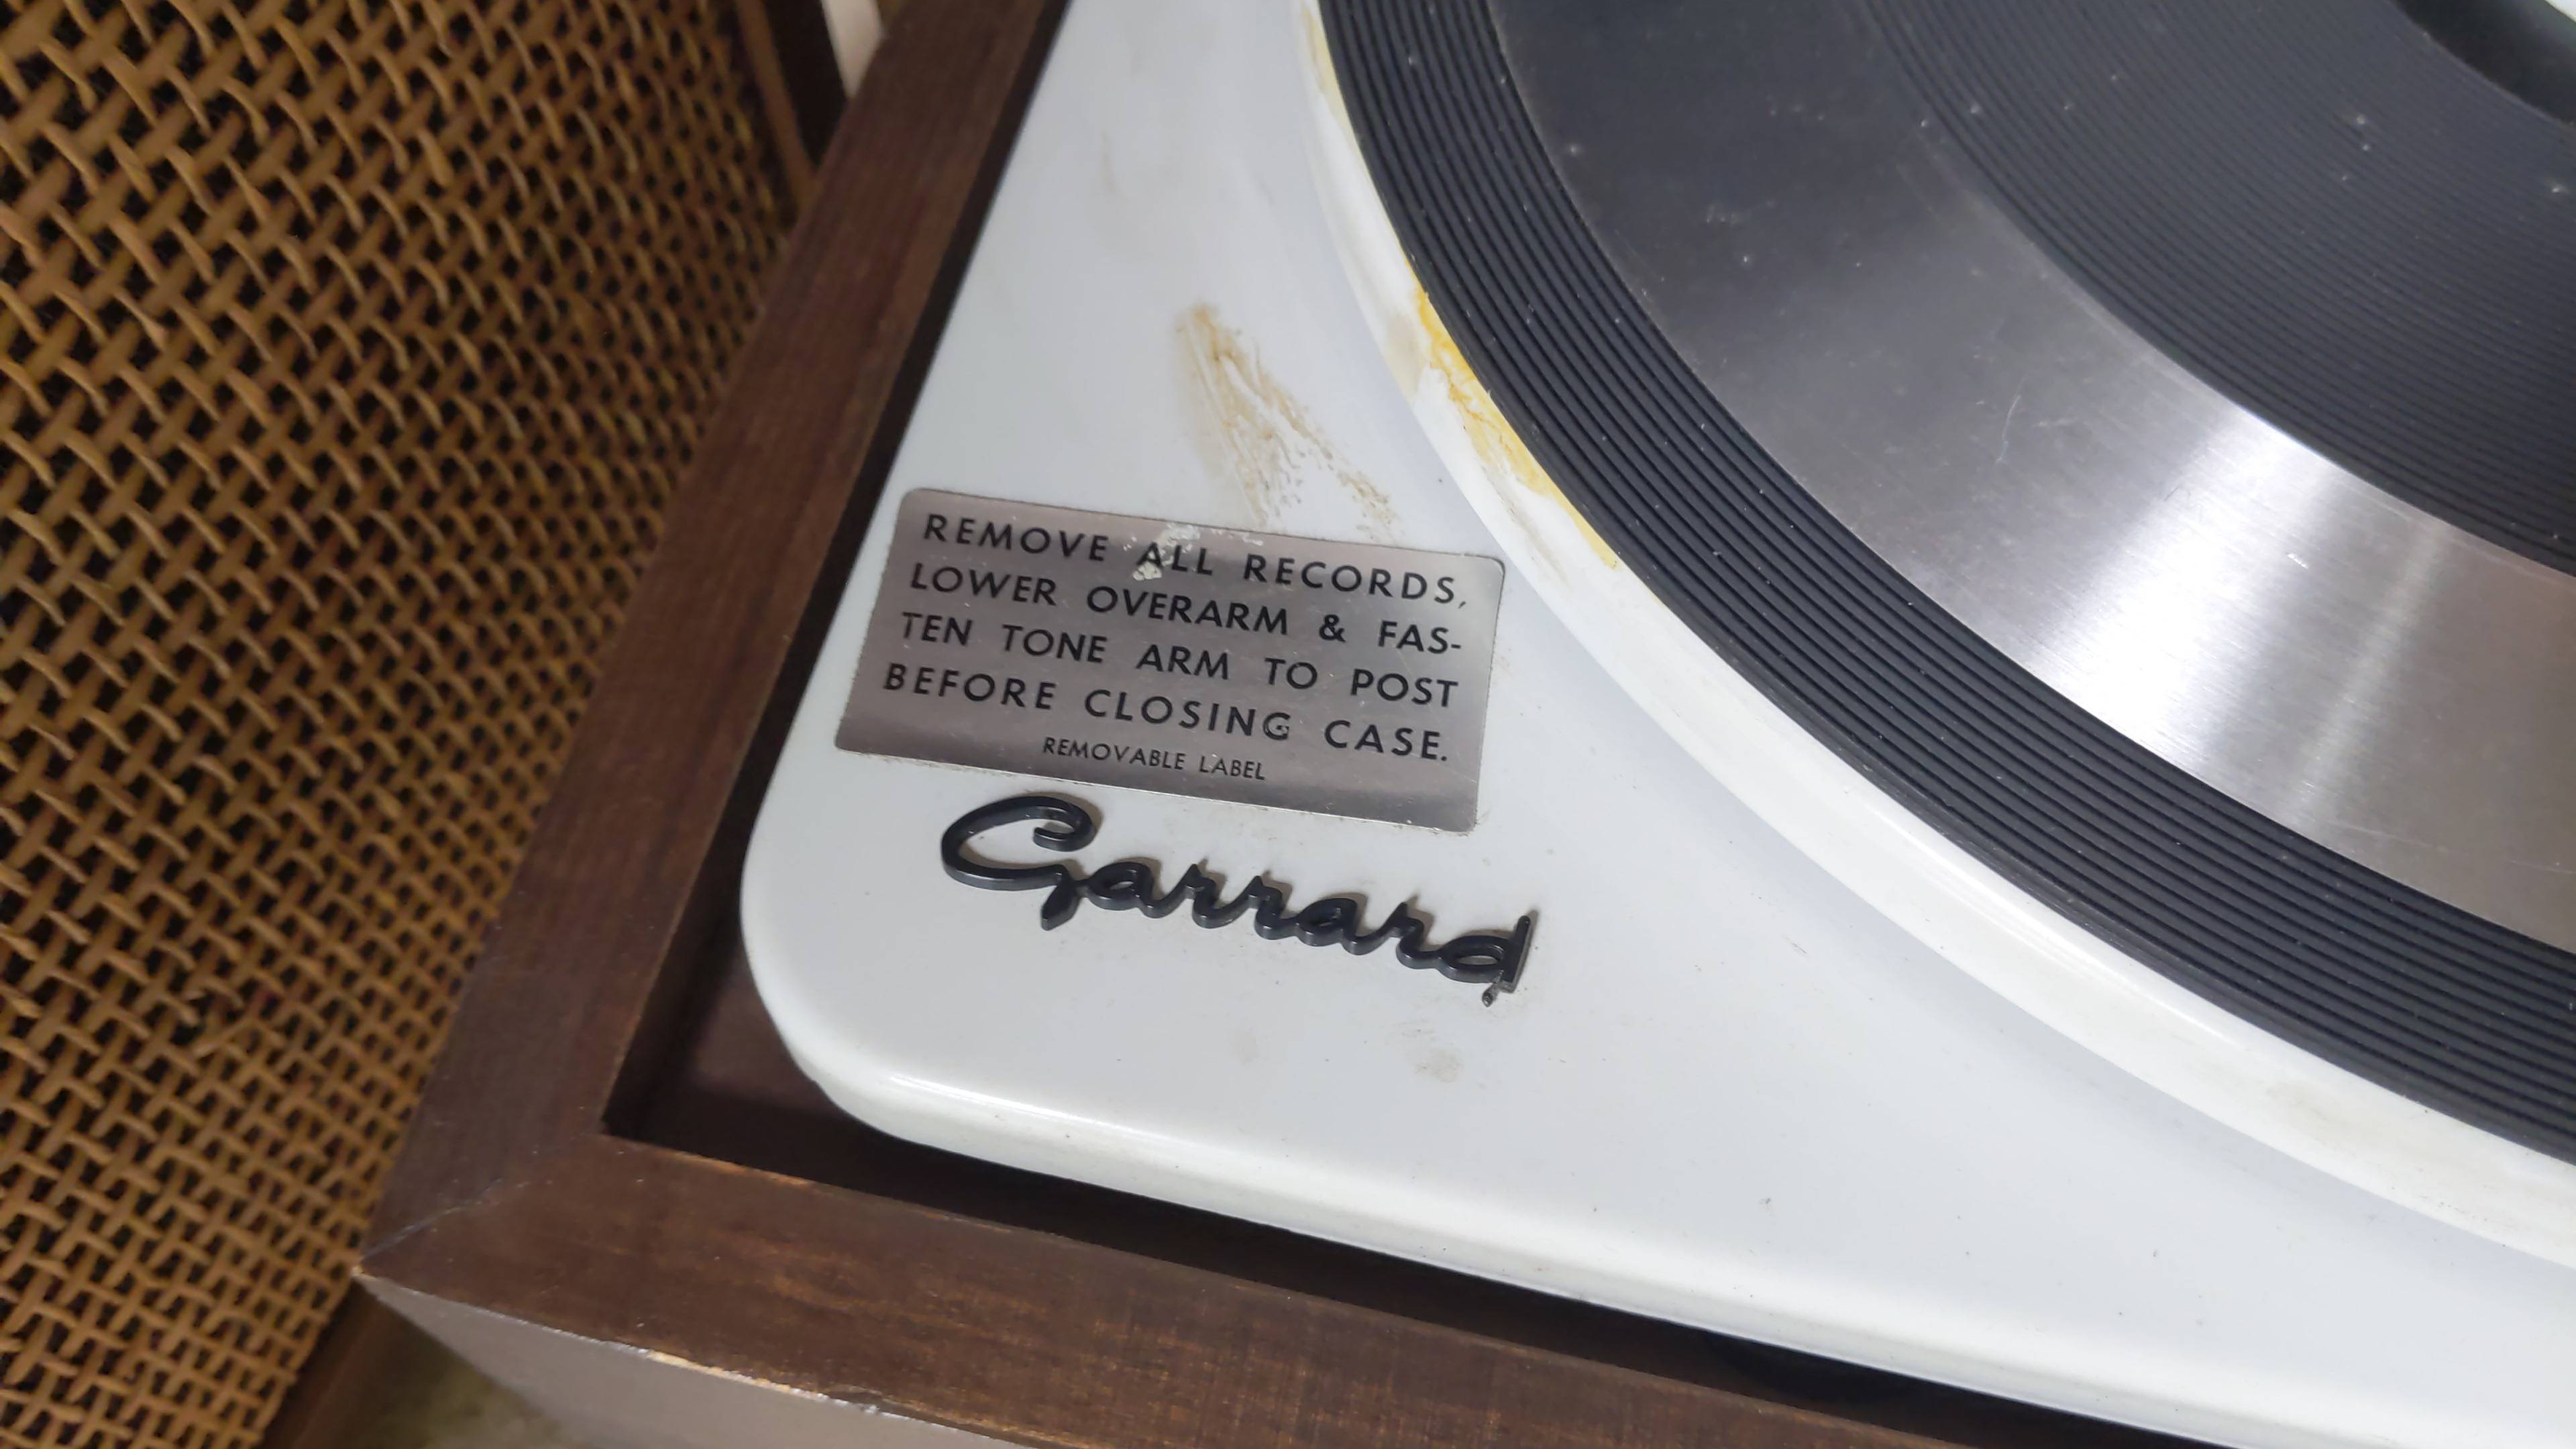 REMOVE ALL RECORDS,
LOWER OVERARM & FAS-
TEN TONE ARM TO POST
BEFORE CLOSING CASE.
REMOVABLE LABEL
Garrard